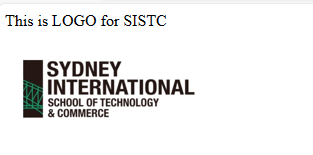 This is LOGO for SISTC
SYDNEY
INTERNATIONAL
SCHOOL OF TECHNOLOGY
& COMMERCE